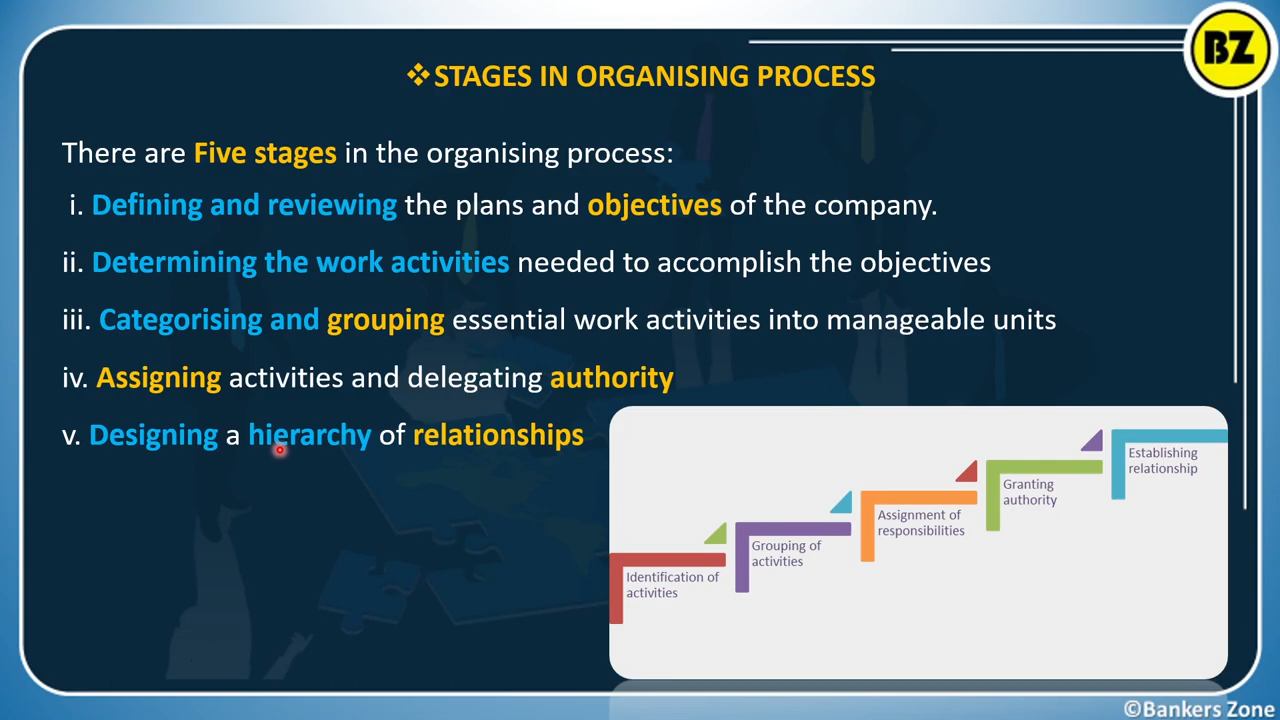 BZ
❖STAGES IN ORGANISING PROCESS
There are Five stages in the organising process:
i. Defining and reviewing the plans and objectives of the company.
ii. Determining the work activities needed to accomplish the objectives
iii. Categorising and grouping essential work activities into manageable units
iv. Assigning activities and delegating authority
v. Designing a hierarchy of relationships
Identification of
activities
Grouping of
activities
Assignment of
responsibilities
Granting
authority
Establishing
relationship
©Bankers Zone